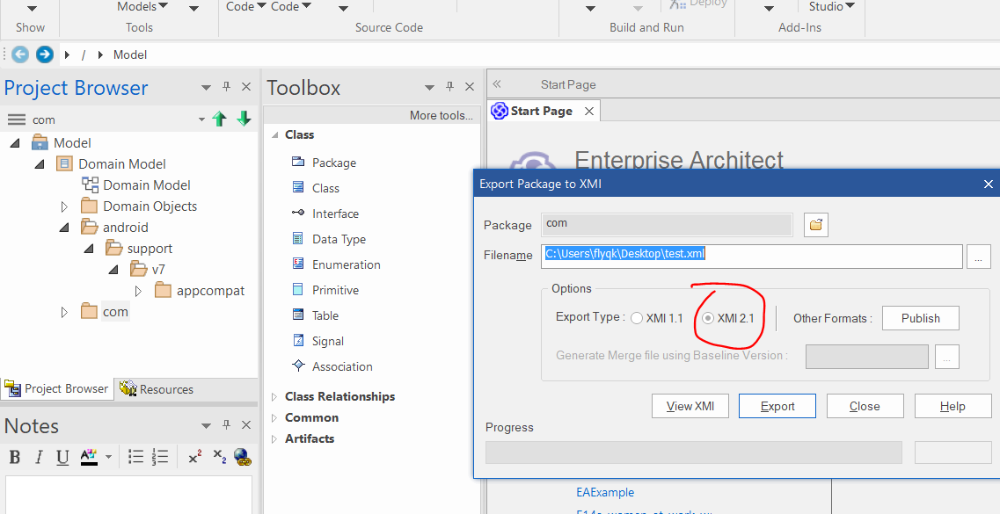 Models
Code Code
Deploy
Studio
Show
Tools
Source Code
Build and Run
Add-Ins
/ Model
Project Browser
com
Model
Domain Model
Domain Model
Domain Objects
android
support
v7
appcompat
com
Project Browser
Resources
Notes
B I U
x² x₂
Toolbox
More tools...
Class
Package
Class
Interface
Data Type
Enumeration
Primitive
Table
Signal
Association
Class Relationships
Common
Artifacts
« Start Page
Start Page
Enterprise Architect
Export Package to XMI
Package com
Filename C:\Users\flyqk\Desktop\test.xml ...
Options
Export Type : XMI 1.1 XMI 2.1 Other Formats : Publish
Generate Merge file using Baseline Version : ...
View XMI Export Close Help
Progress
EAExample